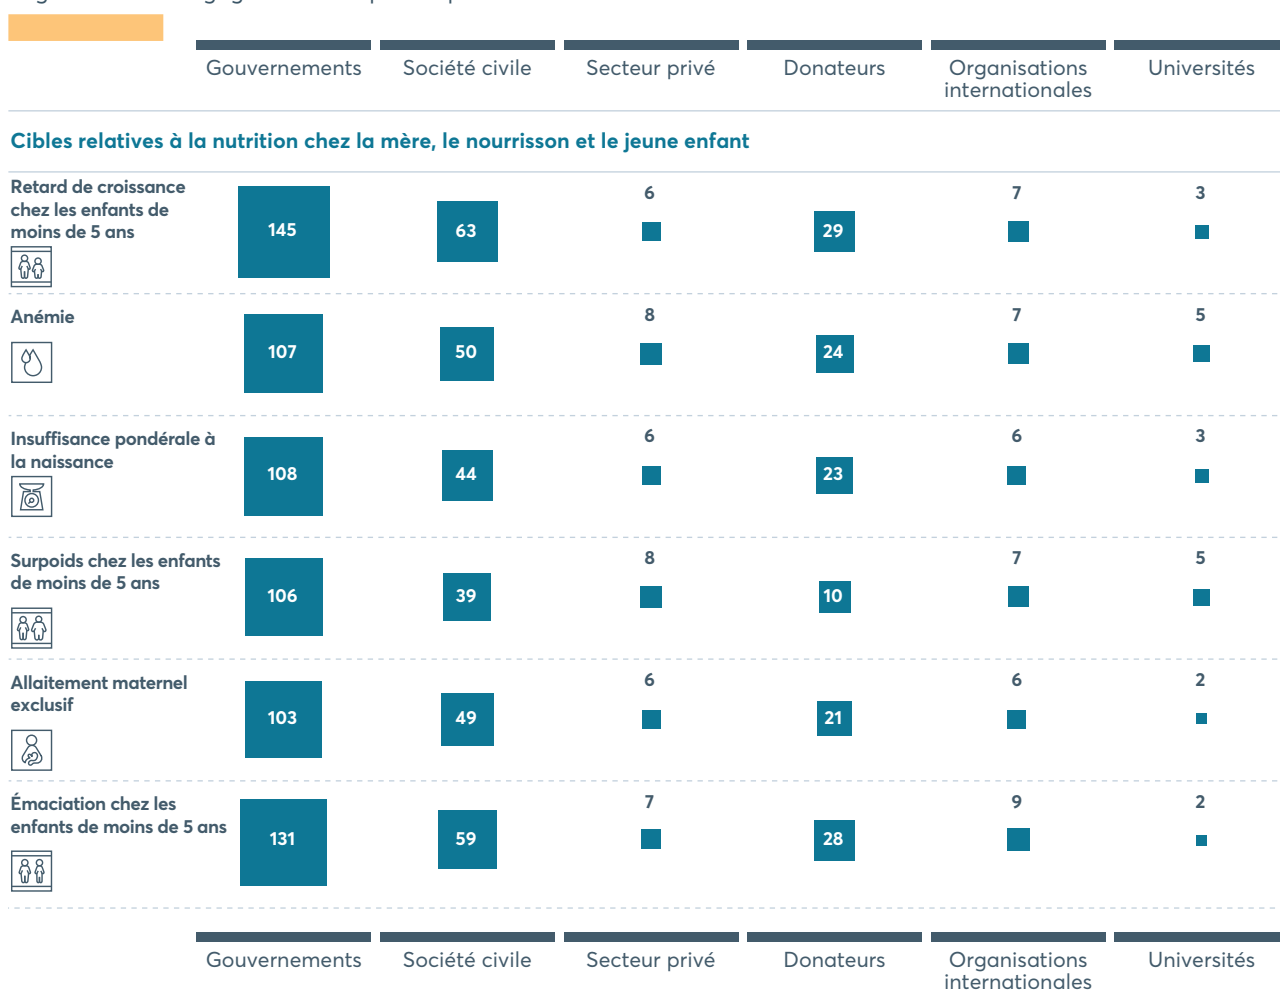 Gouvernements Société civile Secteur privé Donateurs Organisations Universités
internationales
Cibles relatives à la nutrition chez la mère, le nourrisson et le jeune enfant
Retard de croissance
chez les enfants de
moins de 5 ans
145 63 6 29 7 3
Anémie
107 50 8 24 7 5
Insuffisance pondérale à
la naissance
108 44 6 23 6 3
Surpoids chez les enfants
de moins de 5 ans
106 39 8 10 7 5
Allaitement maternel
exclusif
103 49 6 21 6 2
Émaciation chez les
enfants de moins de 5 ans
131 59 7 28 9 2
Gouvernements Société civile Secteur privé Donateurs Organisations Universités
internationales